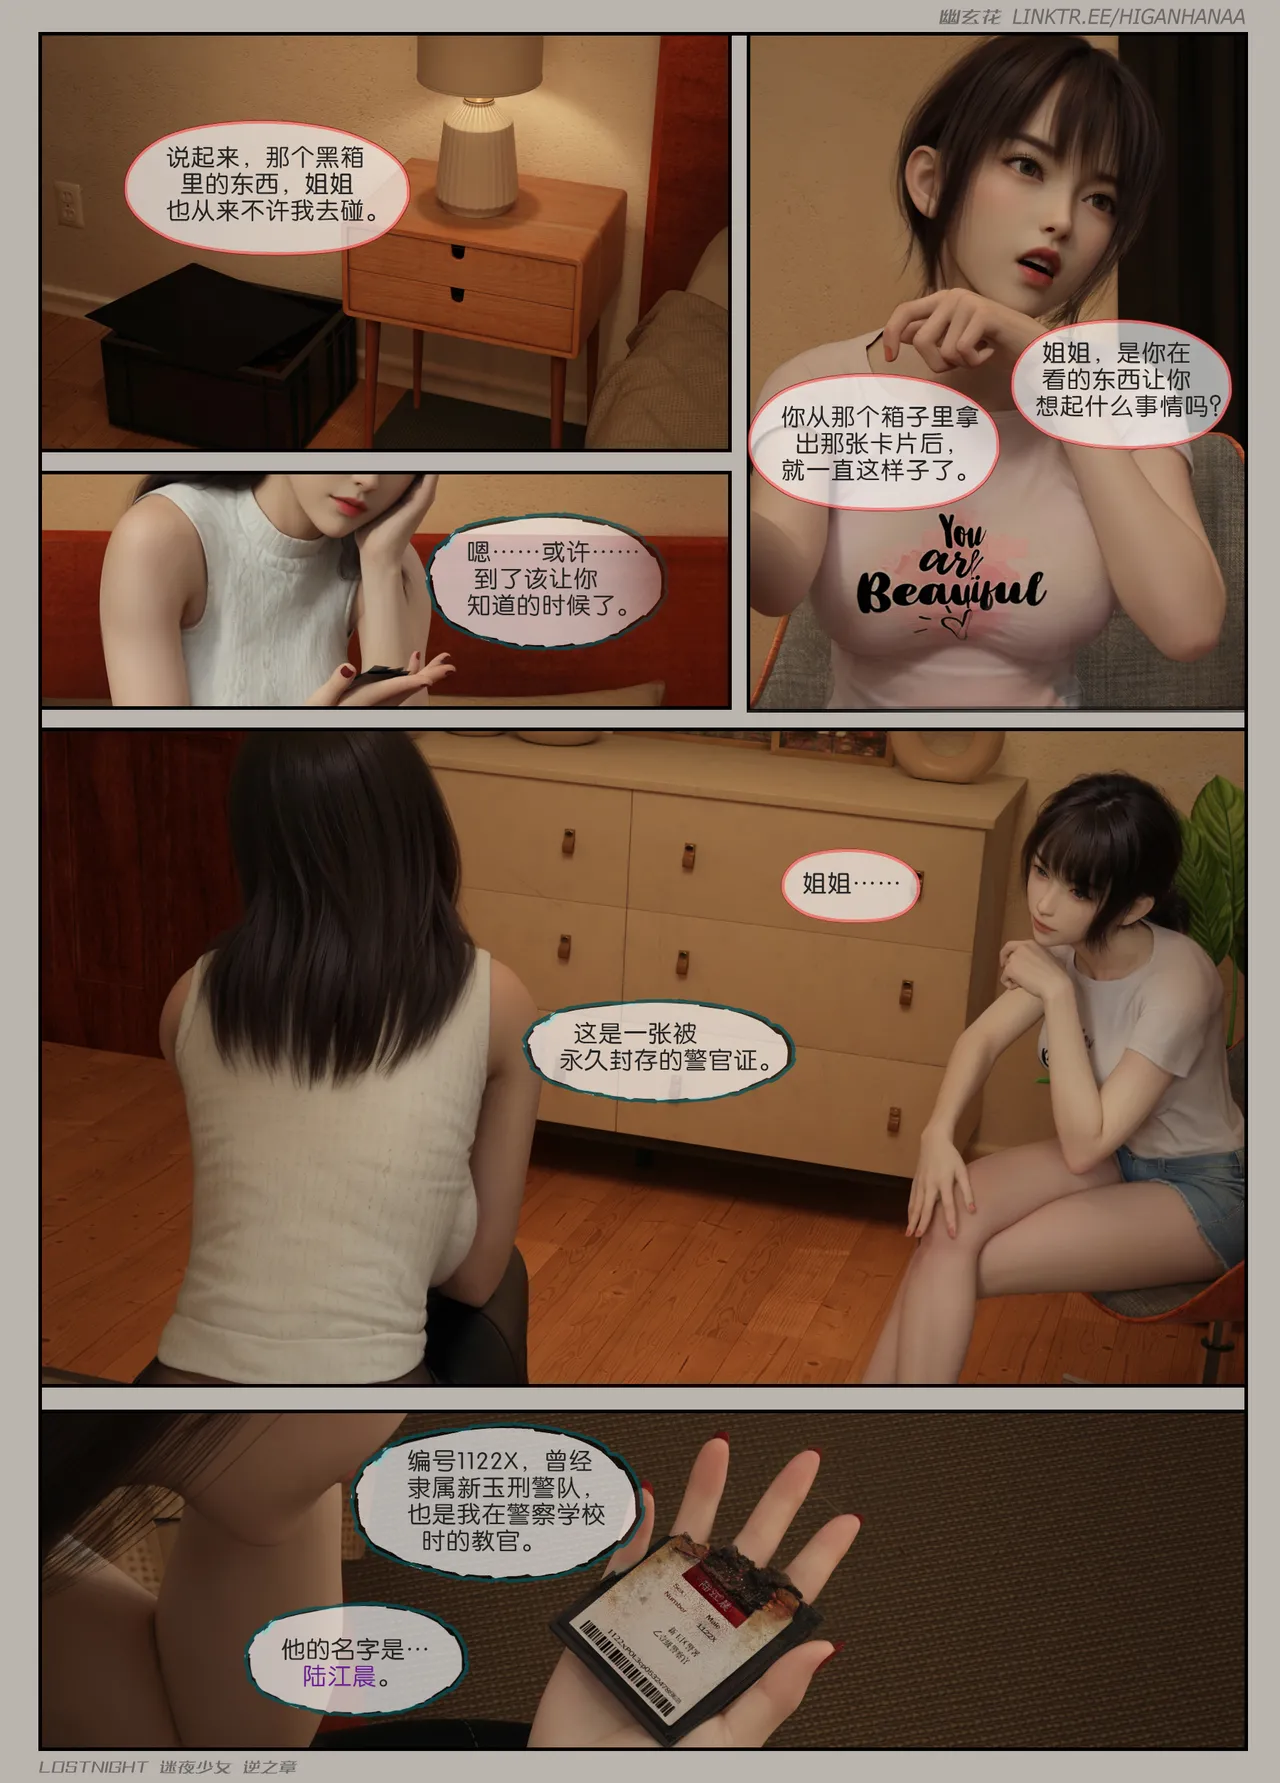 幽玄花 LINKTR.EE/HIGANHANAA
说起来，那个黑箱
里的东西，姐姐
也从来不许我去碰。
姐姐，是你在
看的东西让你
想起什么事情吗？
你从那个箱子里拿
出那张卡片后，
就一直这样子了。
You
are
Beautiful
嗯……或许……
到了该让你
知道的时候了。
姐姐……
这是一张被
永久封存的警官证。
编号1122X，曾经
隶属新玉刑警队，
也是我在警察学校
时的教官。
Sex
Number
1122X
他的名字是…
陆江晨。
LOSTNIGHT 迷夜少女 逆之章